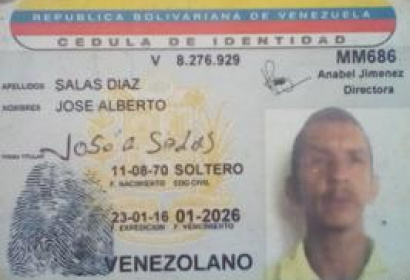 REPUBLICA BOLIVARIANA DE VENEZUELA
CEDULA DE IDENTIDAD
V 8.276.929 MM686
Anabel Jimenez
Directora
APELLIDOS SALAS DIAZ
NOMBRES JOSE ALBERTO
José A Salas
FIRMA TITULAR
11-08-70 SOLTERO
F. NACIMIENTO EDO CIVIL
23-01-16 01-2026
F. EXPEDICION F. VENCIMIENTO
VENEZOLANO